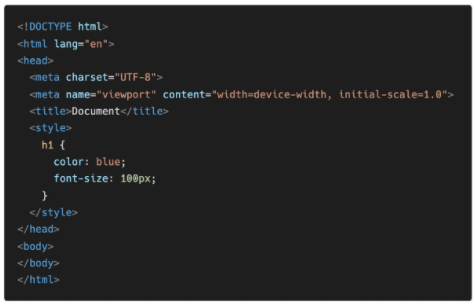 <!DOCTYPE html>
<html lang="en">
<head>
<meta charset="UTF-8">
<meta name="viewport" content="width=device-width, initial-scale=1.0">
<title>Document</title>
<style>
h1 {
color: blue;
font-size: 100px;
}
</style>
</head>
<body>
</body>
</html>